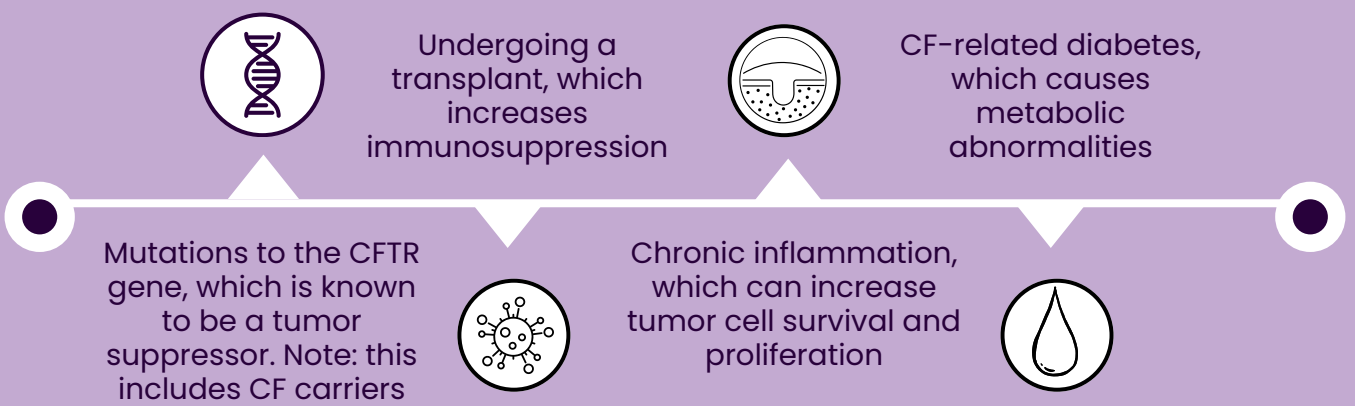 Undergoing a
transplant, which
increases
immunosuppression
CF-related diabetes,
which causes
metabolic
abnormalities
Mutations to the CFTR
gene, which is known
to be a tumor
suppressor. Note: this
includes CF carriers
Chronic inflammation,
which can increase
tumor cell survival and
proliferation